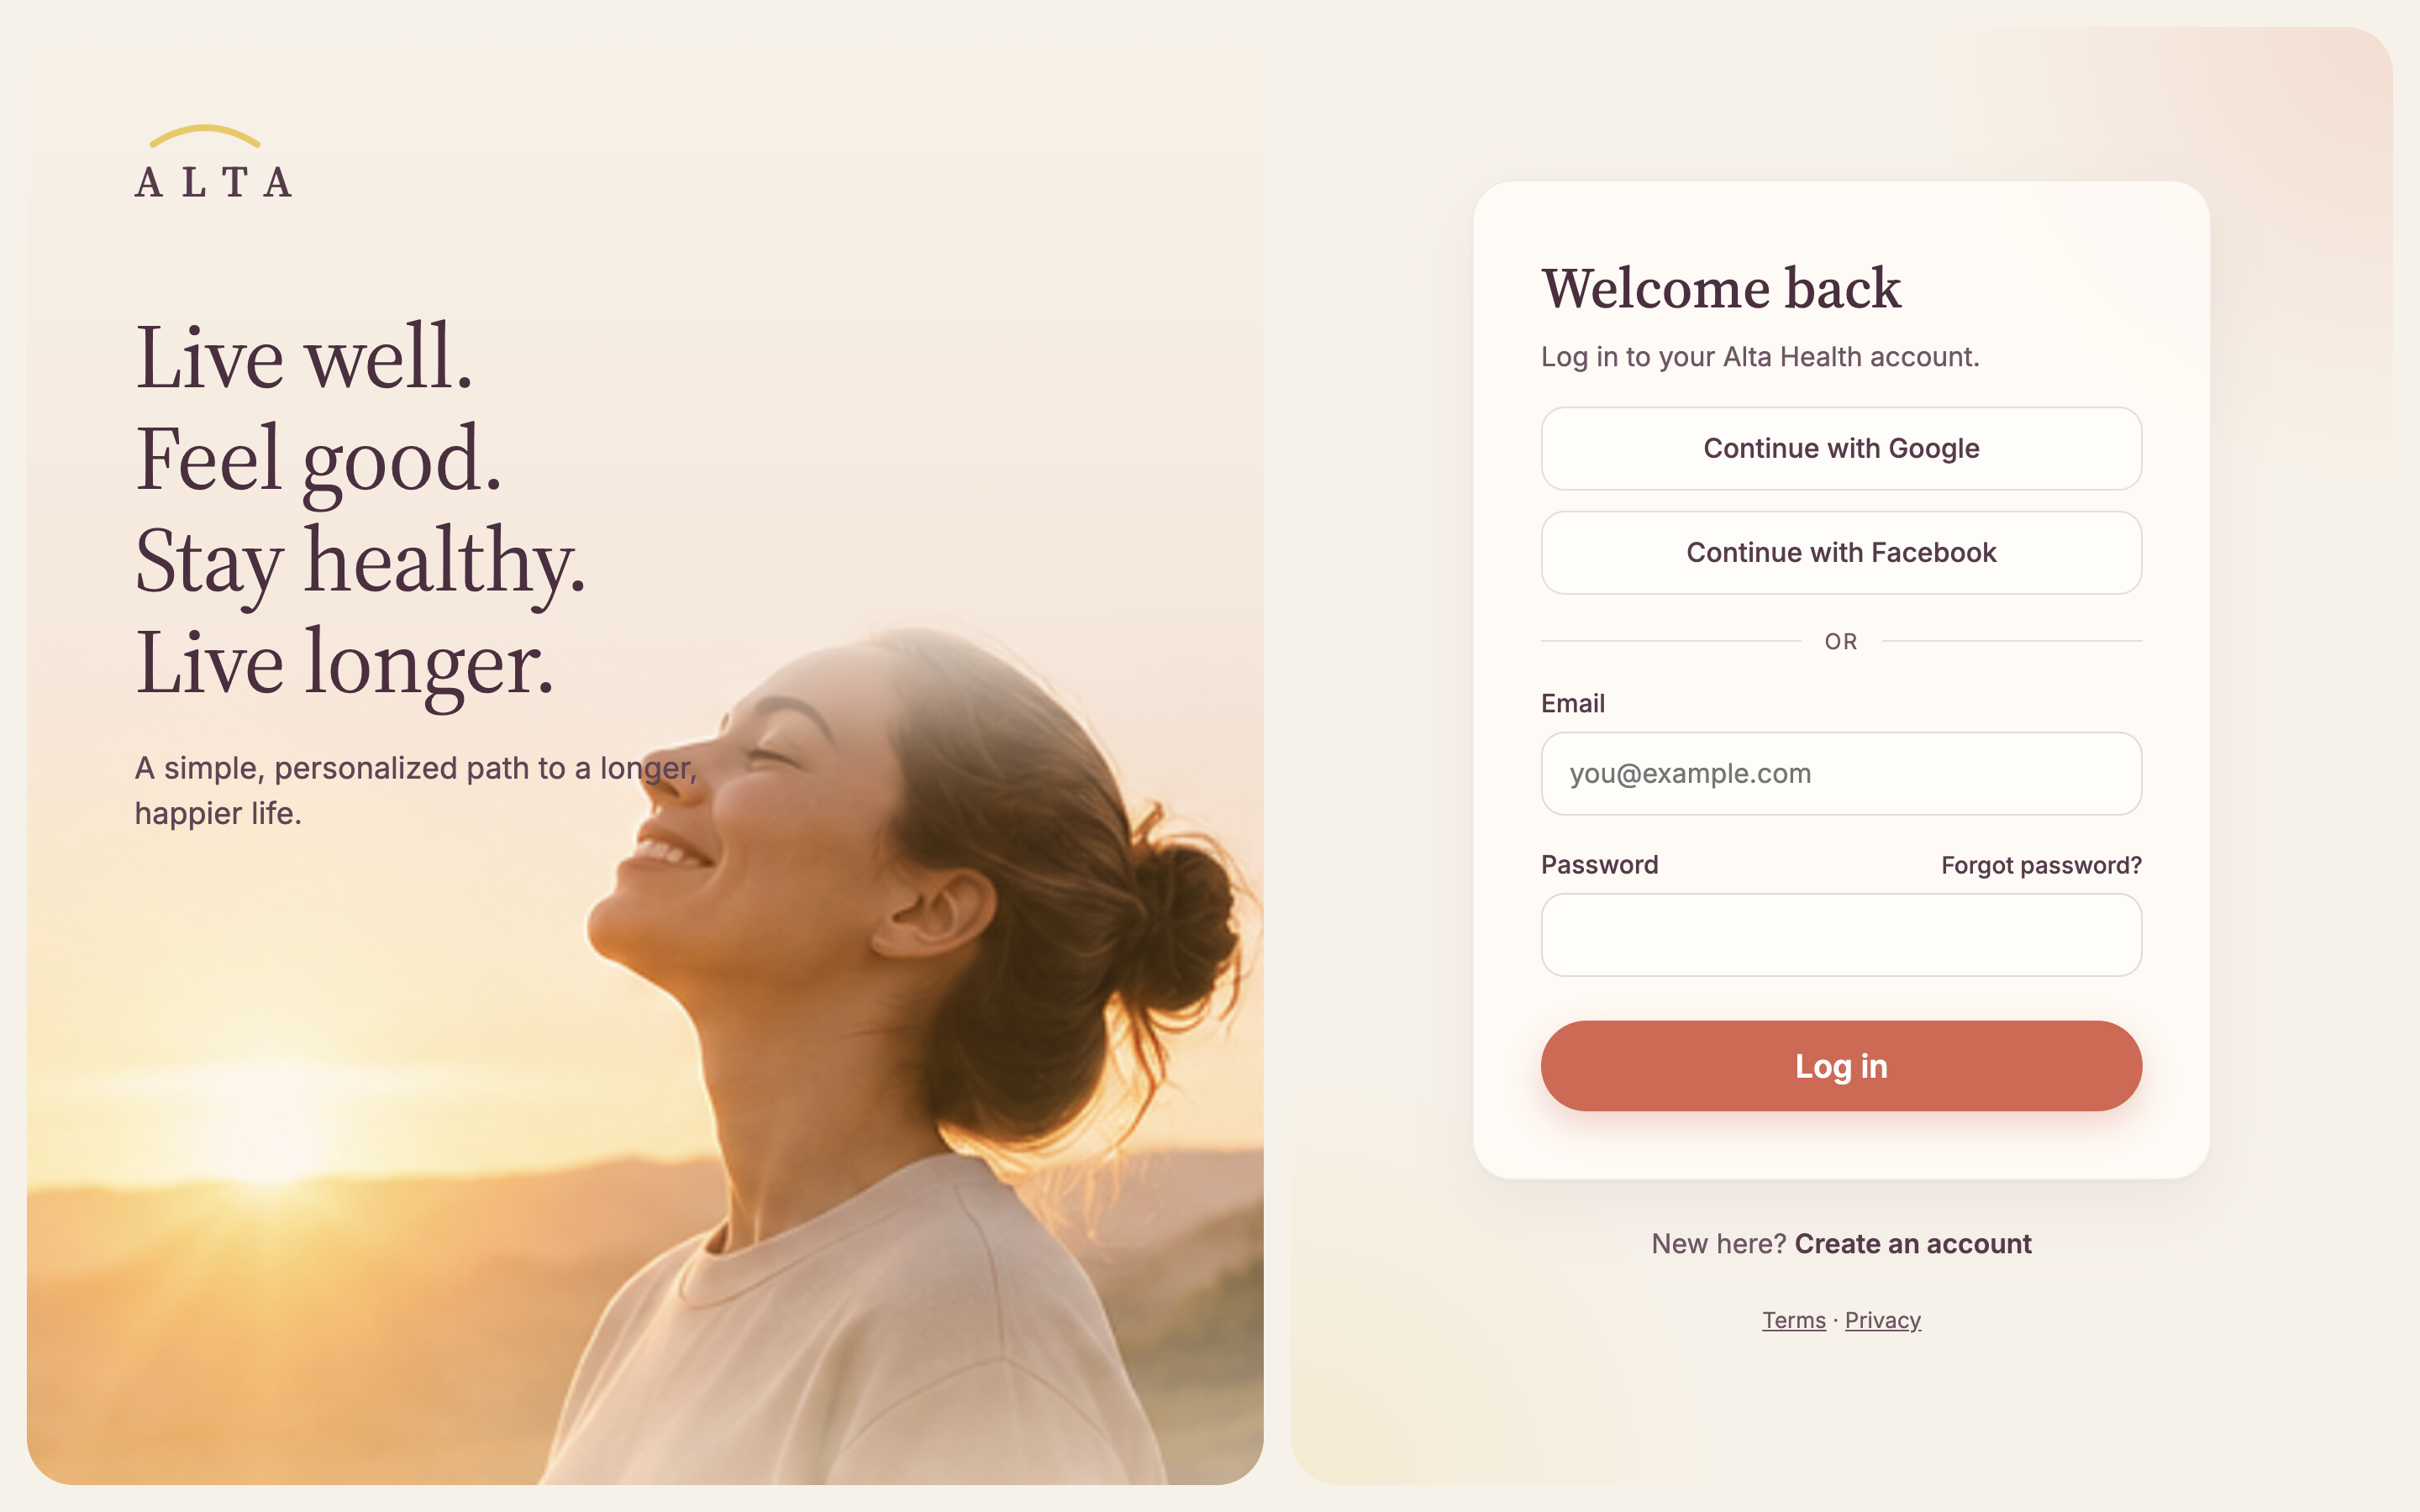 ALTA
Live well.
Feel good.
Stay healthy.
Live longer.
A simple, personalized path to a longer,
happier life.
Welcome back
Log in to your Alta Health account.
Continue with Google
Continue with Facebook
OR
Email
you@example.com
Password Forgot password?
Log in
New here? Create an account
Terms · Privacy